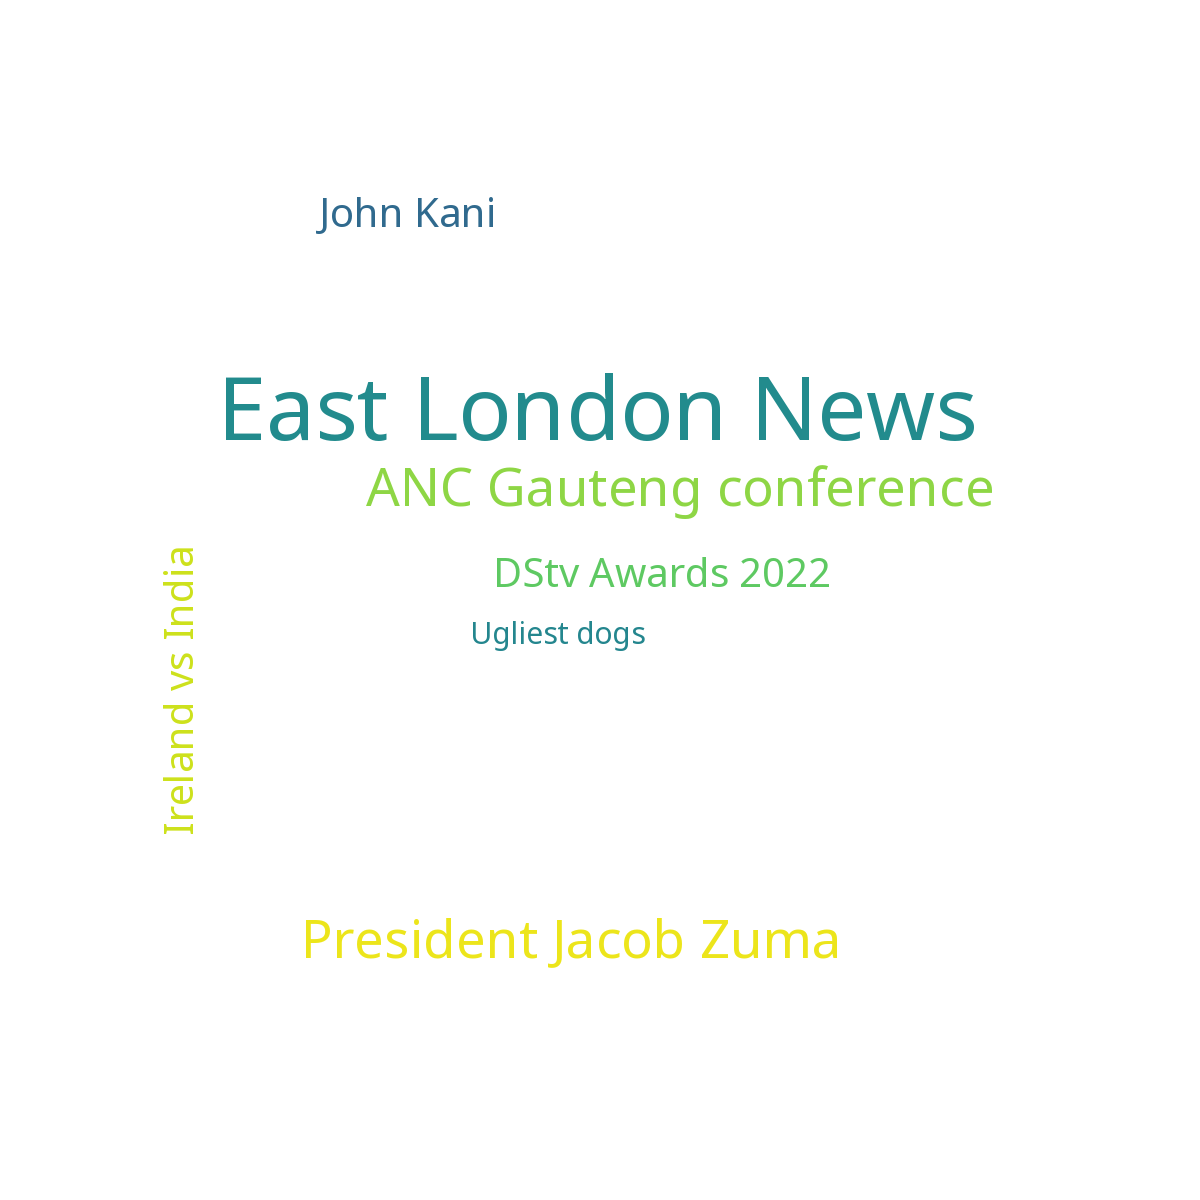 John Kani
East London News
ANC Gauteng conference
DStv Awards 2022
Ugliest dogs
Ireland vs India
President Jacob Zuma